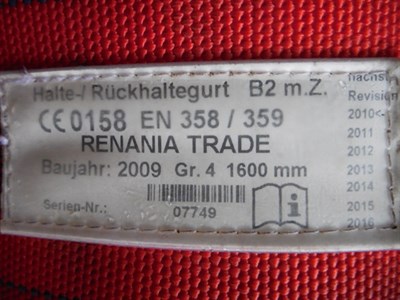 Halte-/ Rückhaltegurt B2 m.Z.
CE 0158 EN 358 / 359
RENANIA TRADE
Baujahr: 2009 Gr. 4 1600 mm
Serien-Nr.:
07749
nächste
Revision
2010<-
2011
2012
2013
2014
2015
2016